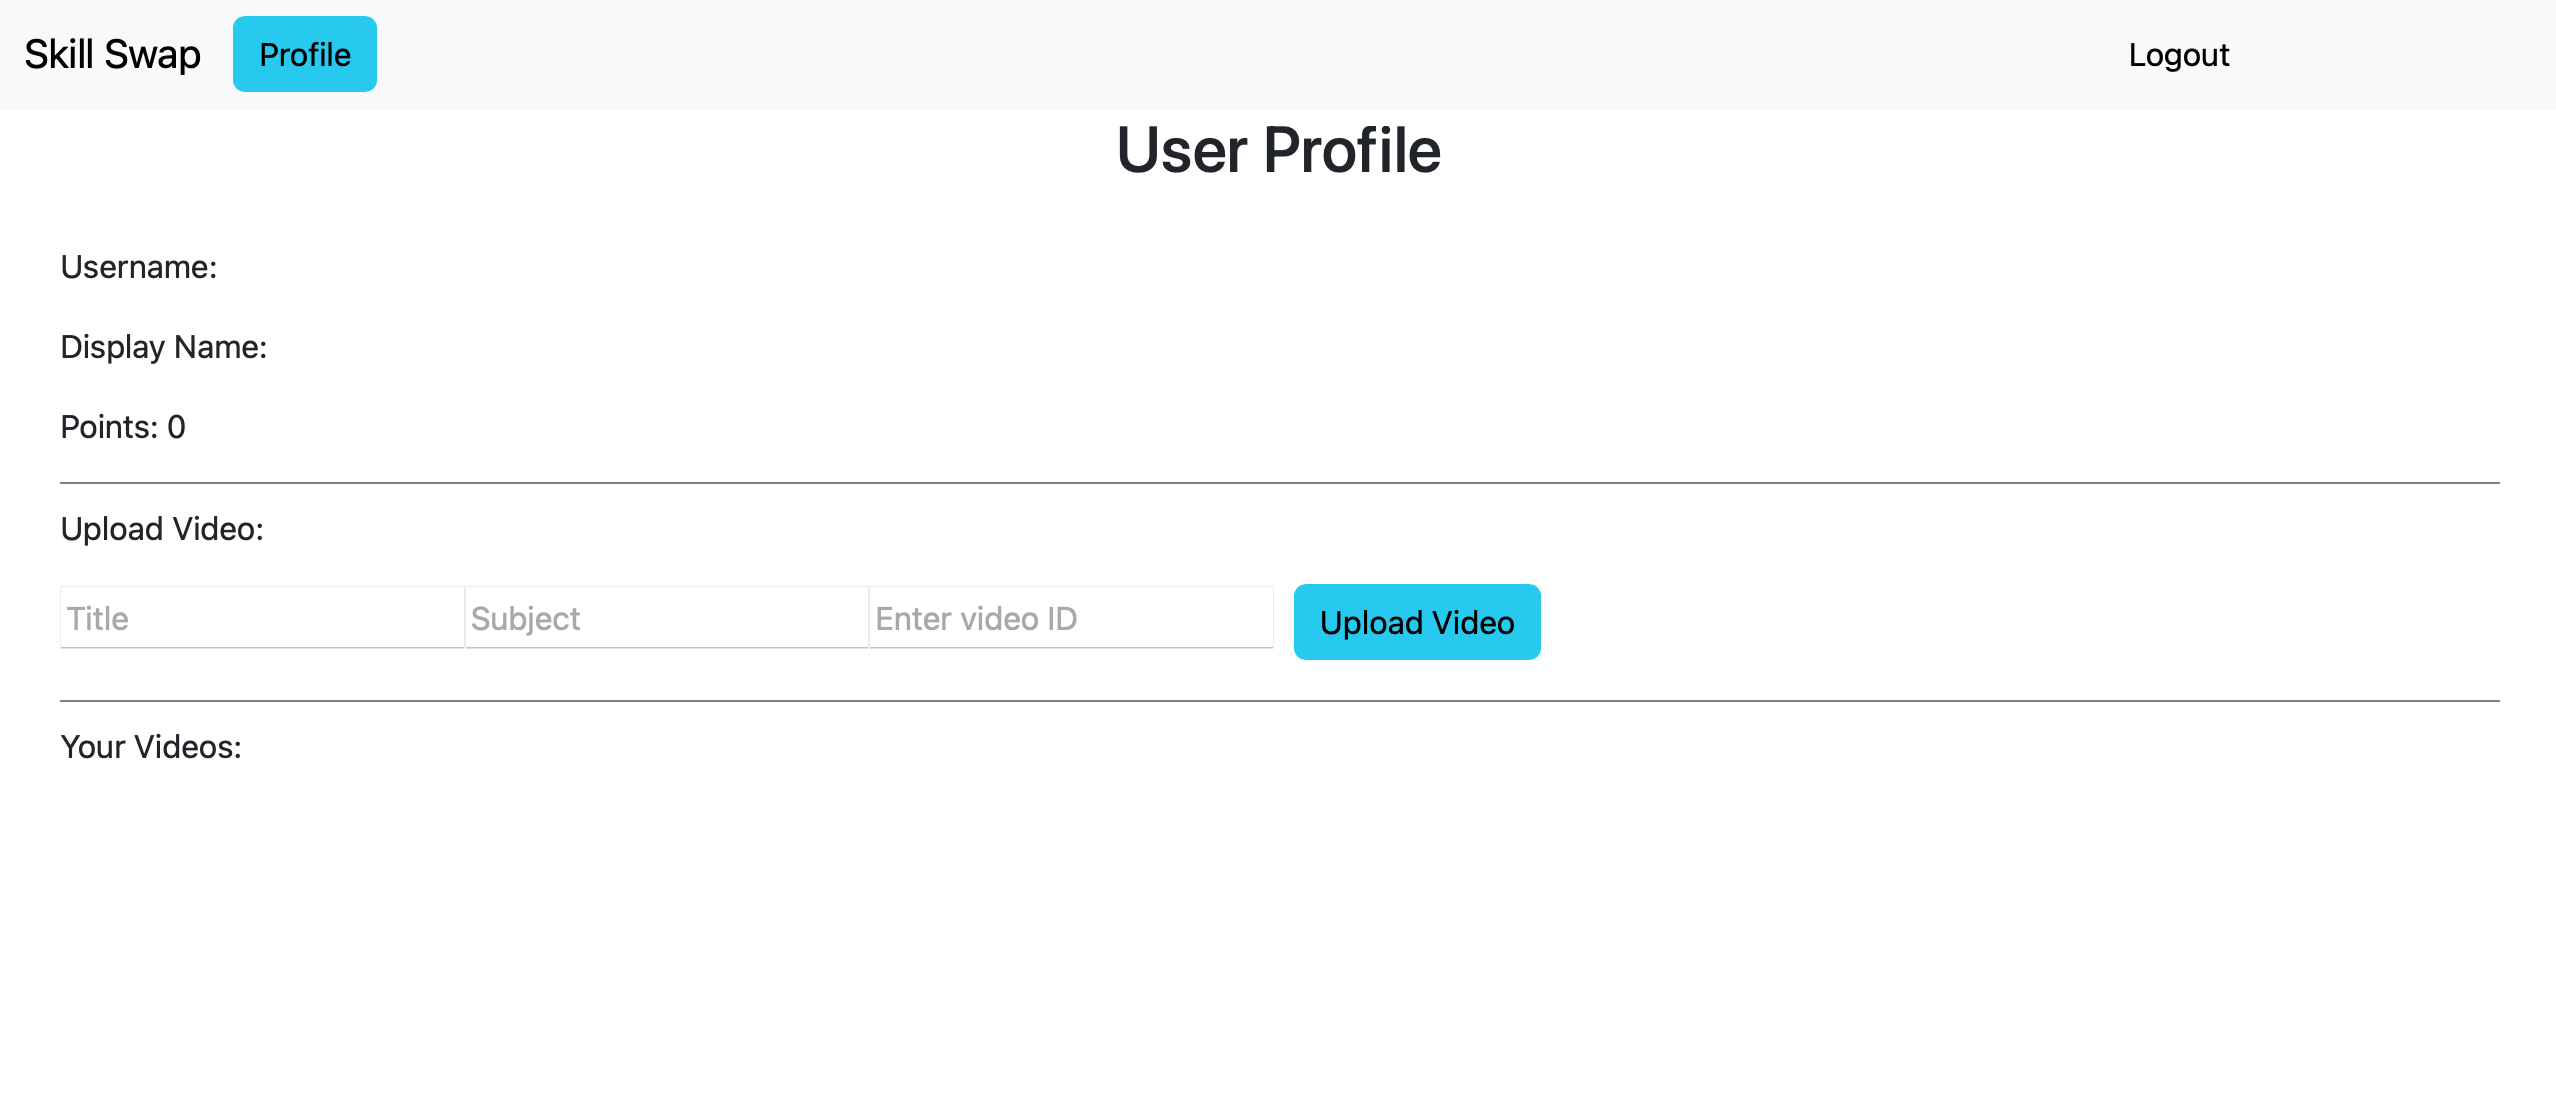 Skill Swap Profile Logout
User Profile
Username:
Display Name:
Points: 0
Upload Video:
Title Subject Enter video ID Upload Video
Your Videos: